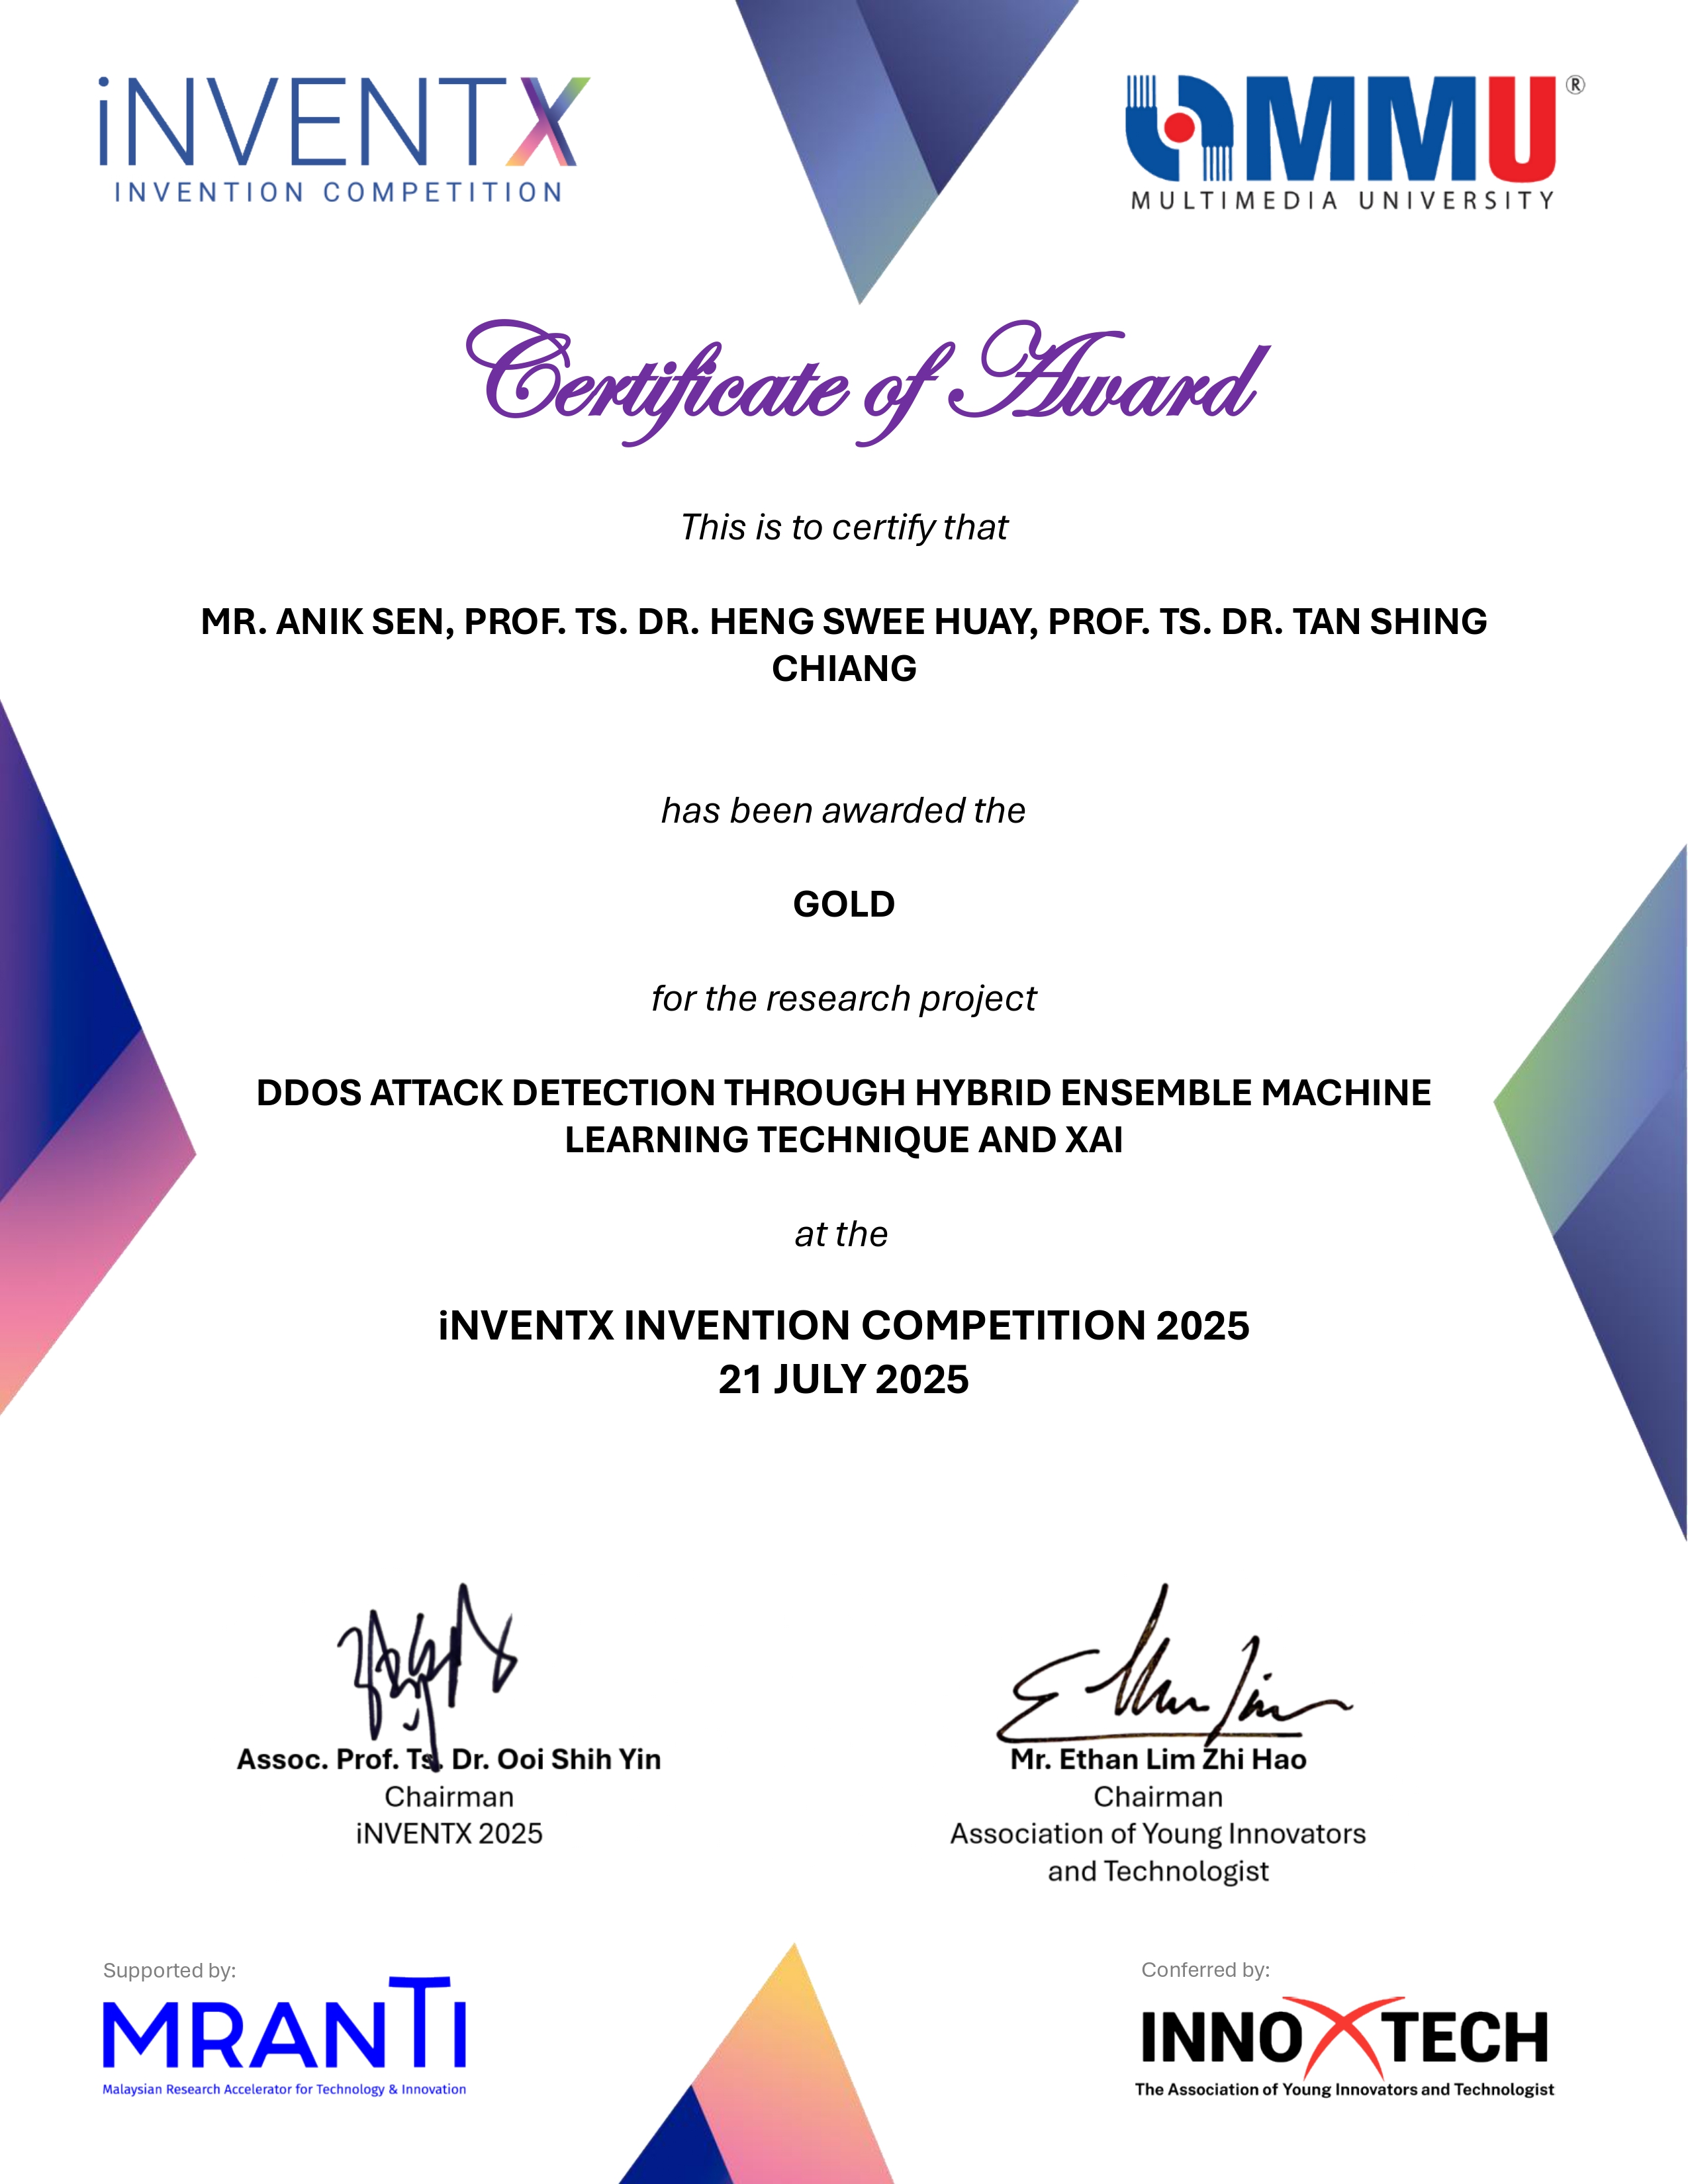 iNVENTX
INVENTION COMPETITION
MMU®
MULTIMEDIA UNIVERSITY
Certificate of Award
This is to certify that
MR. ANIK SEN, PROF. TS. DR. HENG SWEE HUAY, PROF. TS. DR. TAN SHING
CHIANG
has been awarded the
GOLD
for the research project
DDOS ATTACK DETECTION THROUGH HYBRID ENSEMBLE MACHINE
LEARNING TECHNIQUE AND XAI
at the
iNVENTX INVENTION COMPETITION 2025
21 JULY 2025
Ethan Lim
Assoc. Prof. Ts. Dr. Ooi Shih Yin
Chairman
iNVENTX 2025
Mr. Ethan Lim Zhi Hao
Chairman
Association of Young Innovators
and Technologist
Supported by:
MRANTI
Malaysian Research Accelerator for Technology & Innovation
Conferred by:
INNOXTECH
The Association of Young Innovators and Technologist